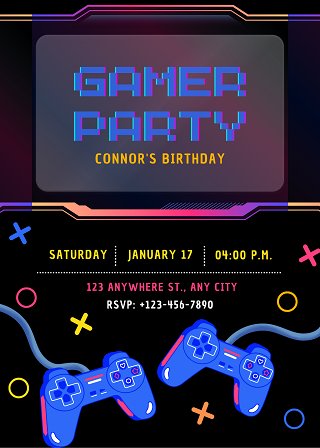 GAMER
PARTY
CONNOR'S BIRTHDAY
SATURDAY JANUARY 17 04:00 P.M.
123 ANYWHERE ST., ANY CITY
RSVP: +123-456-7890